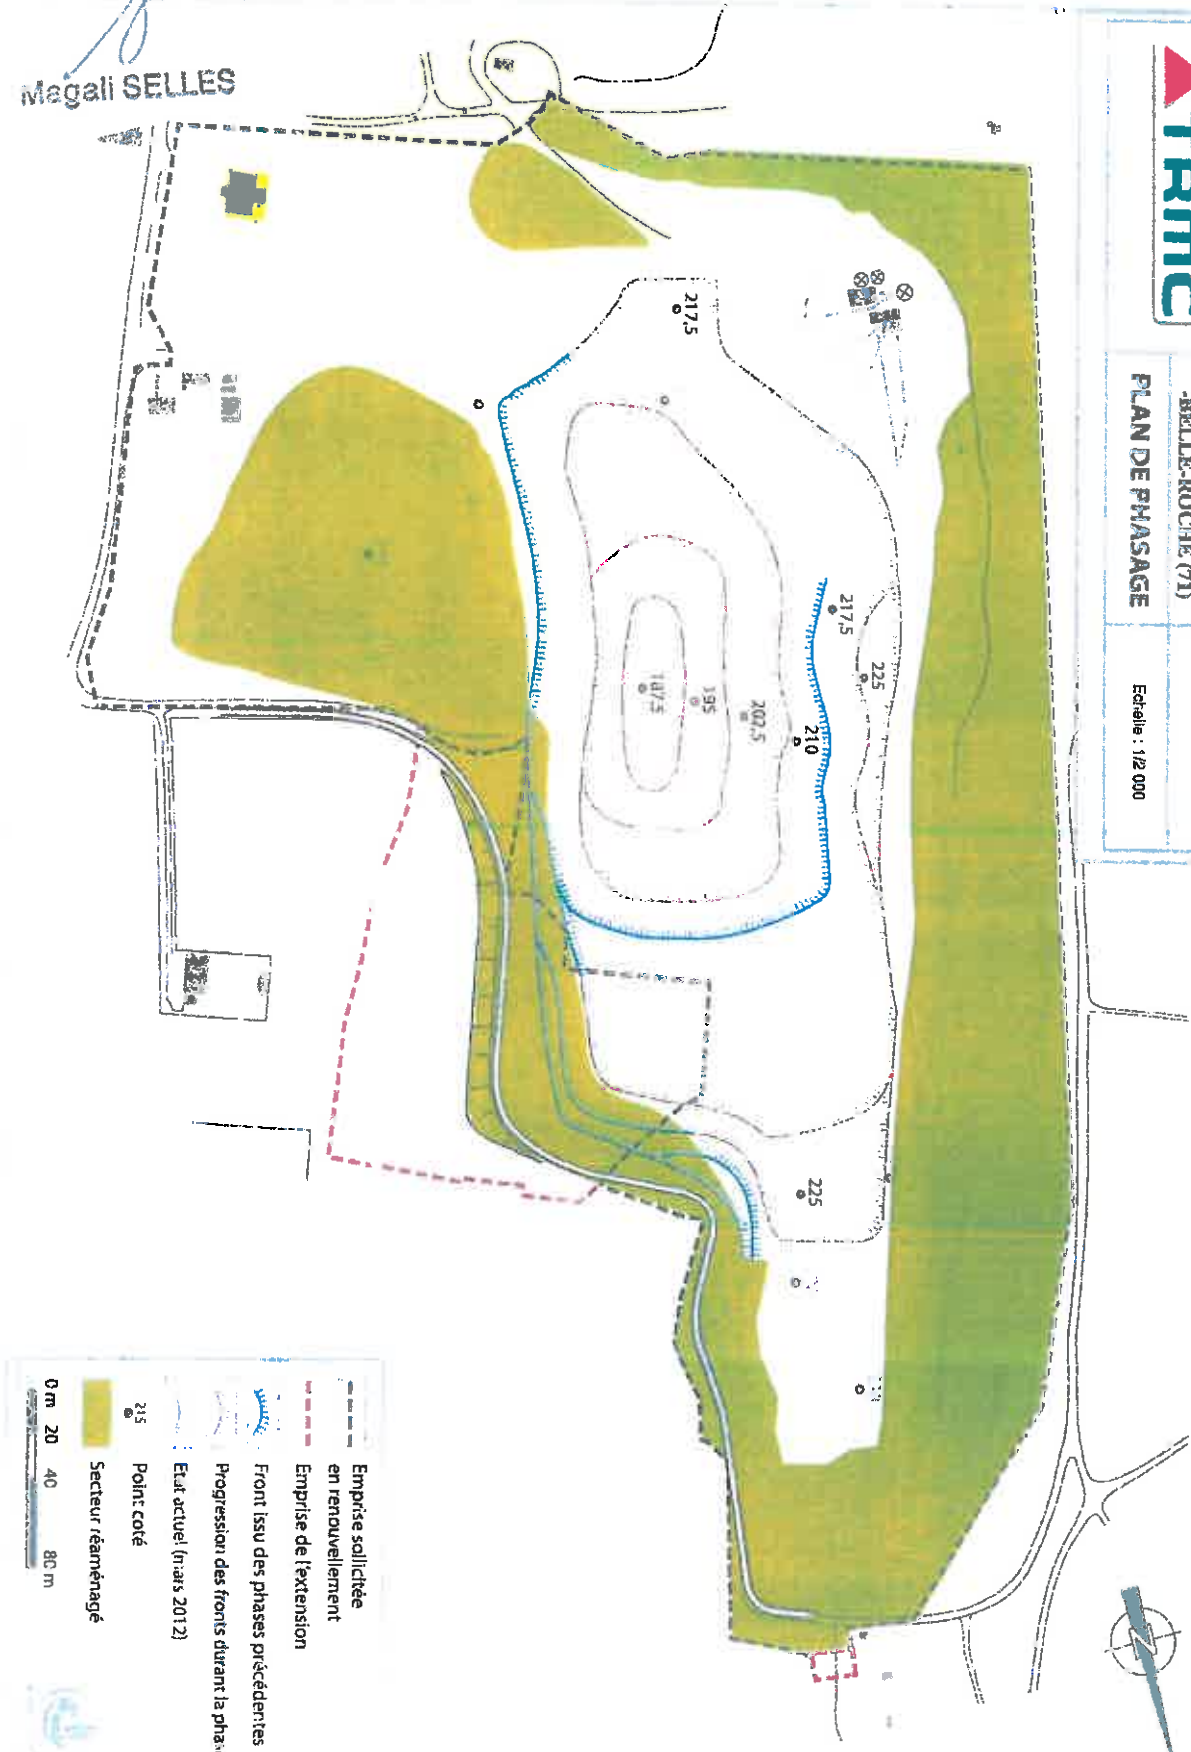 Magali SELLES
-BELLE-ROCHE (71)
PLAN DE PHASAGE
Echelle : 1/2 000
217,5
217,5
225
210
202,5
195
187,5
225
Emprise sollicitée
en renouvellement
Emprise de l'extension
Front issu des phases précédentes
Progression des fronts durant la
Etat actuel (mars 2012)
215
Point coté
Secteur réaménagé
0 m 20 40 80 m